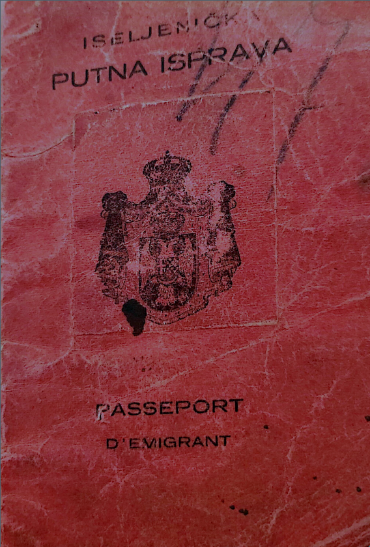 ISELJENIČK
PUTNA ISPRAVA
PASSEPORT
D'EMIGRANT